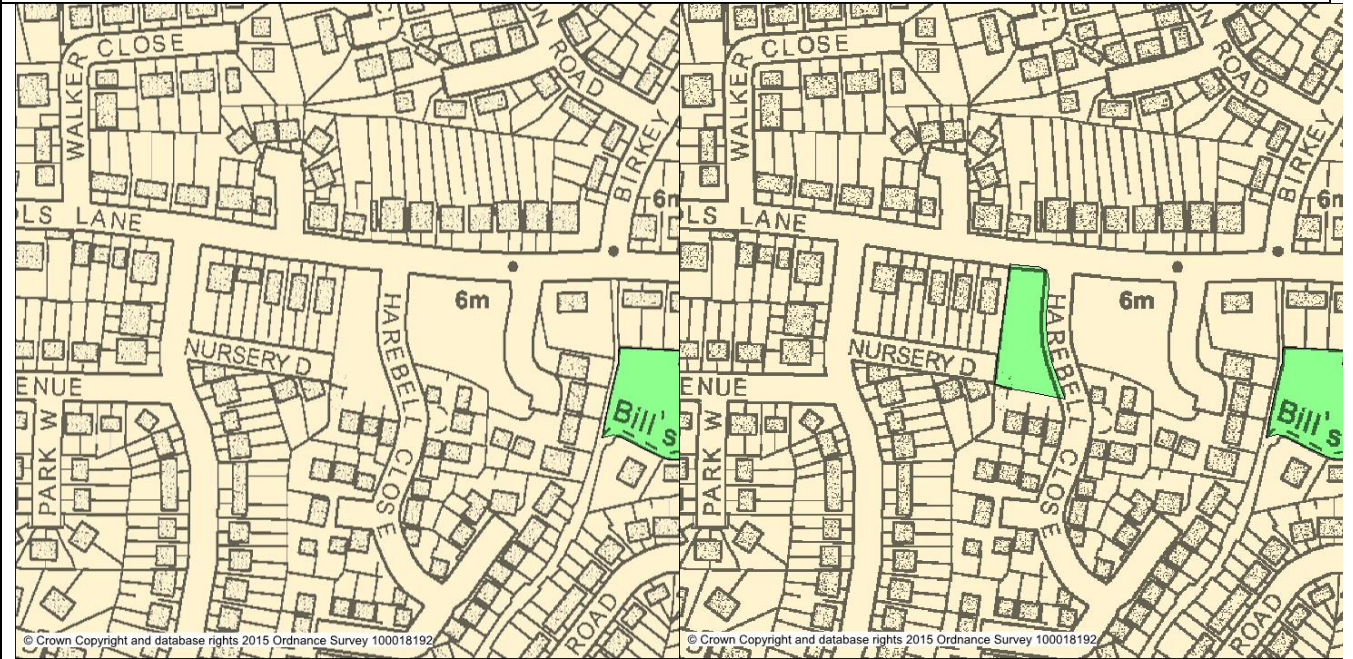 CLOSE
WALKER
ROAD
BIRKEY
6m
LS LANE
HAREBEL CLOSE
6m
NURSERY D
ENUE
PARK W
Bill's
ROAD
© Crown Copyright and database rights 2015 Ordnance Survey 100018192
CLOSE
WALKER
ROAD
BIRKEY
6m
LS LANE
HAREBEL CLOSE
6m
NURSERY D
ENUE
PARK W
Bill's
ROAD
© Crown Copyright and database rights 2015 Ordnance Survey 100018192